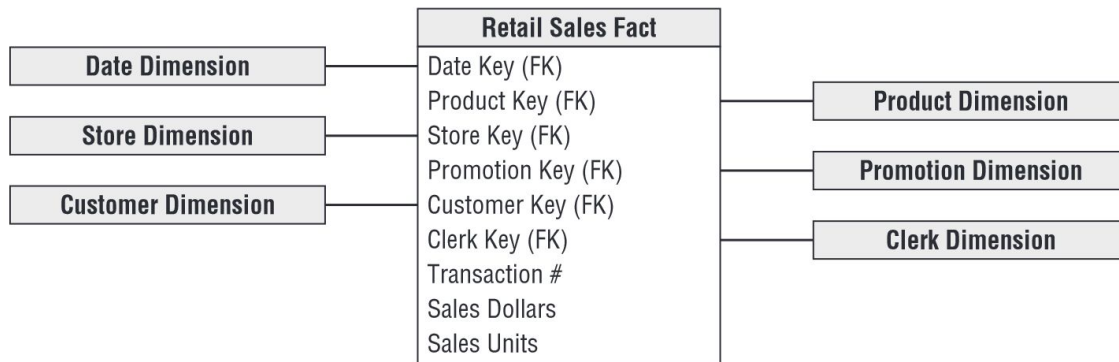 Retail Sales Fact
Date Dimension
Date Key (FK)
Product Key (FK)
Product Dimension
Store Dimension
Store Key (FK)
Promotion Key (FK)
Promotion Dimension
Customer Dimension
Customer Key (FK)
Clerk Key (FK)
Clerk Dimension
Transaction #
Sales Dollars
Sales Units